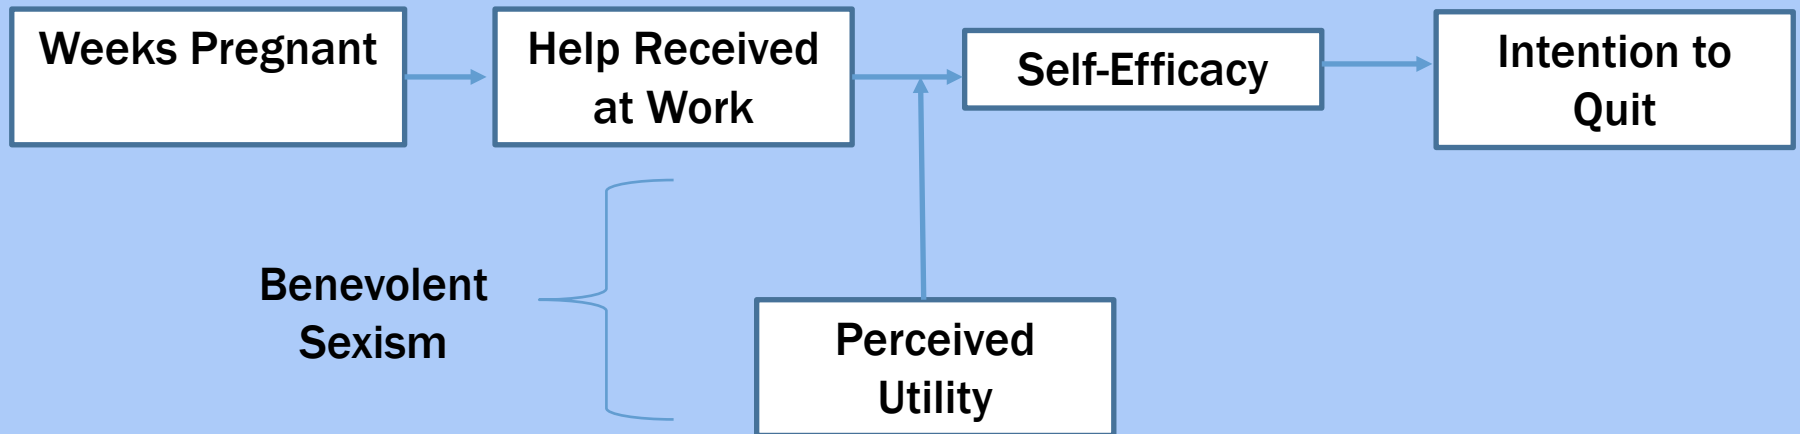 Weeks Pregnant
Help Received
at Work
Self-Efficacy
Intention to
Quit
Benevolent
Sexism
Perceived
Utility